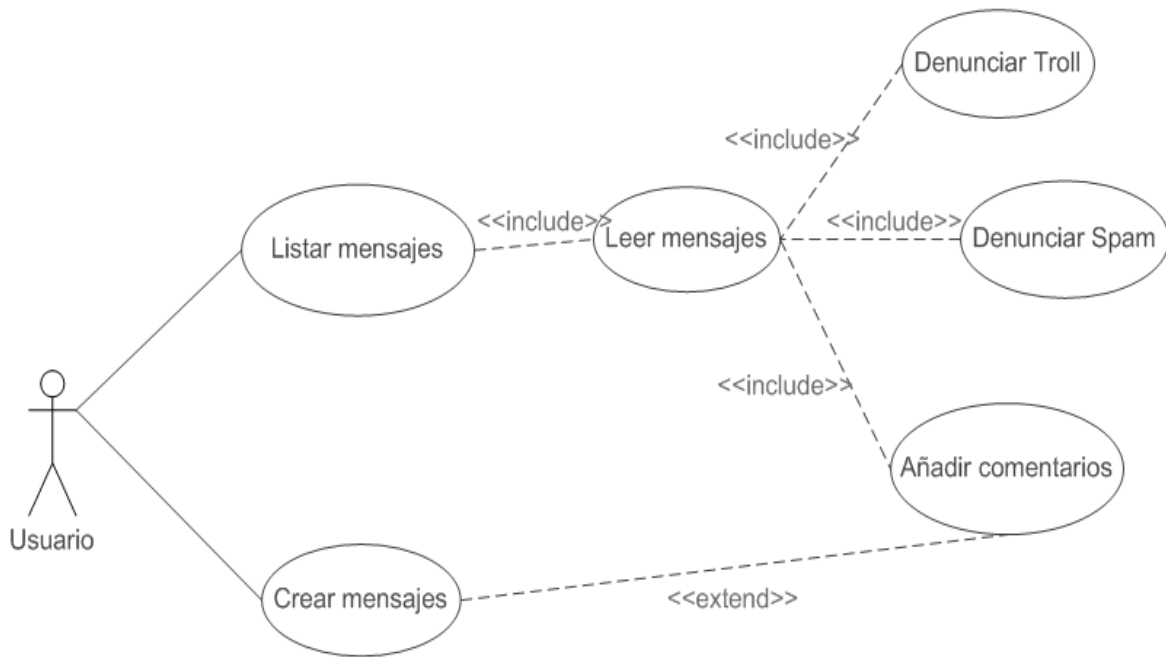 Denunciar Troll
<<include>>
Listar mensajes
<<include>>
Leer mensajes
<<include>>
Denunciar Spam
<<include>>
Añadir comentarios
Usuario
Crear mensajes
<<extend>>